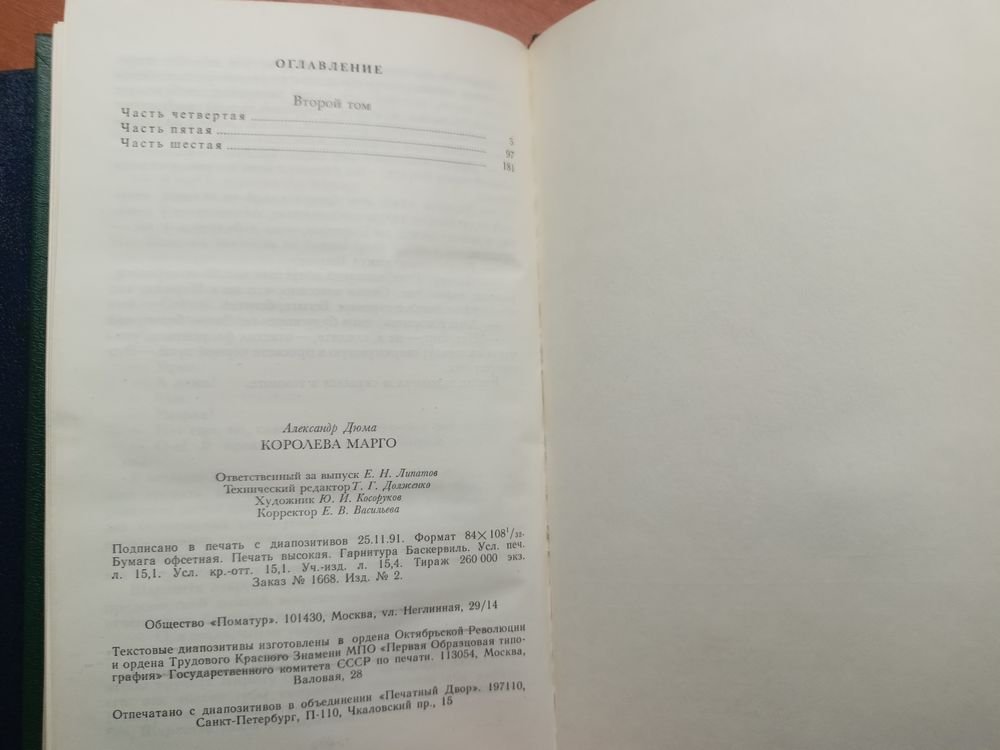 ОГЛАВЛЕНИЕ
Второй том
Часть четвертая 5
Часть пятая 97
Часть шестая 181
Александр Дюма
КОРОЛЕВА МАРГО
Ответственный за выпуск Е. Н. Липатов
Технический редактор Т. Г. Долженко
Художник Ю. И. Косоруков
Корректор Е. В. Васильева
Подписано в печать с диапозитивов 25.11.91. Формат 84×108¹/₃₂.
Бумага офсетная. Печать высокая. Гарнитура Баскервиль. Усл. печ.
л. 15,1. Усл. кр.-отт. 15,1. Уч.-изд. л. 15,4. Тираж 260 000 экз.
Заказ № 1668. Изд. № 2.
Общество «Поматур». 101430, Москва, ул. Неглинная, 29/14
Текстовые диапозитивы изготовлены в ордена Октябрьской Революции
и ордена Трудового Красного Знамени МПО «Первая Образцовая типо-
графия» Государственного комитета СССР по печати. 113054, Москва,
Валовая, 28
Отпечатано с диапозитивов в объединении «Печатный Двор». 197110,
Санкт-Петербург, П-110, Чкаловский пр., 15